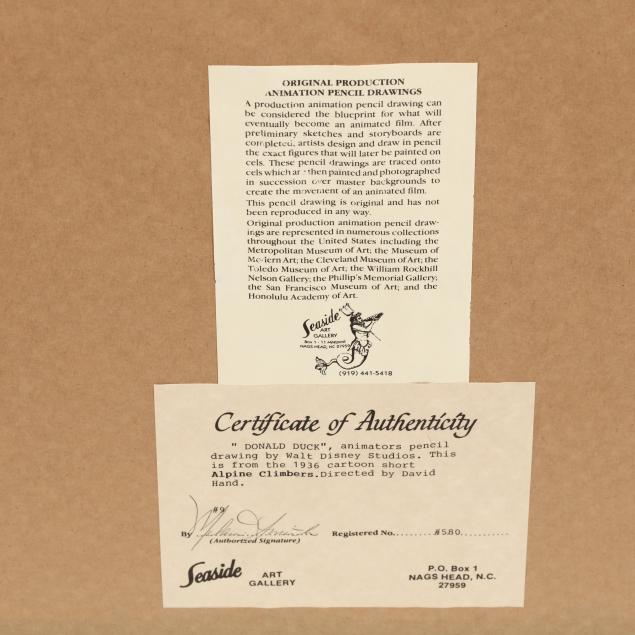 ORIGINAL PRODUCTION
ANIMATION PENCIL DRAWINGS
A production animation pencil drawing can
be considered the blueprint for what will
eventually become an animated film. After
preliminary sketches and storyboards are
completed, artists design and draw in pencil
the exact figures that will later be painted on
cels. These pencil drawings are traced onto
cels which are then painted and photographed
in succession over master backgrounds to
create the movement of an animated film.
This pencil drawing is original and has not
been reproduced in any way.
Original production animation pencil draw-
ings are represented in numerous collections
throughout the United States including the
Metropolitan Museum of Art; the Museum of
Modern Art; the Cleveland Museum of Art; the
Toledo Museum of Art; the William Rockhill
Nelson Gallery; the Phillip's Memorial Gallery;
the San Francisco Museum of Art; and the
Honolulu Academy of Art.
Seaside
ART
GALLERY
Box 1 - 11 Milepost
NAGS HEAD, NC 27959
(919) 441-5418
Certificate of Authenticity
" DONALD DUCK", animators pencil
drawing by Walt Disney Studios. This
is from the 1936 cartoon short
Alpine Climbers.Directed by David
Hand.
#9
By
(Authorized Signature)
Registered No.........#580............
Seaside ART
GALLERY
P.O. Box 1
NAGS HEAD, N.C.
27959